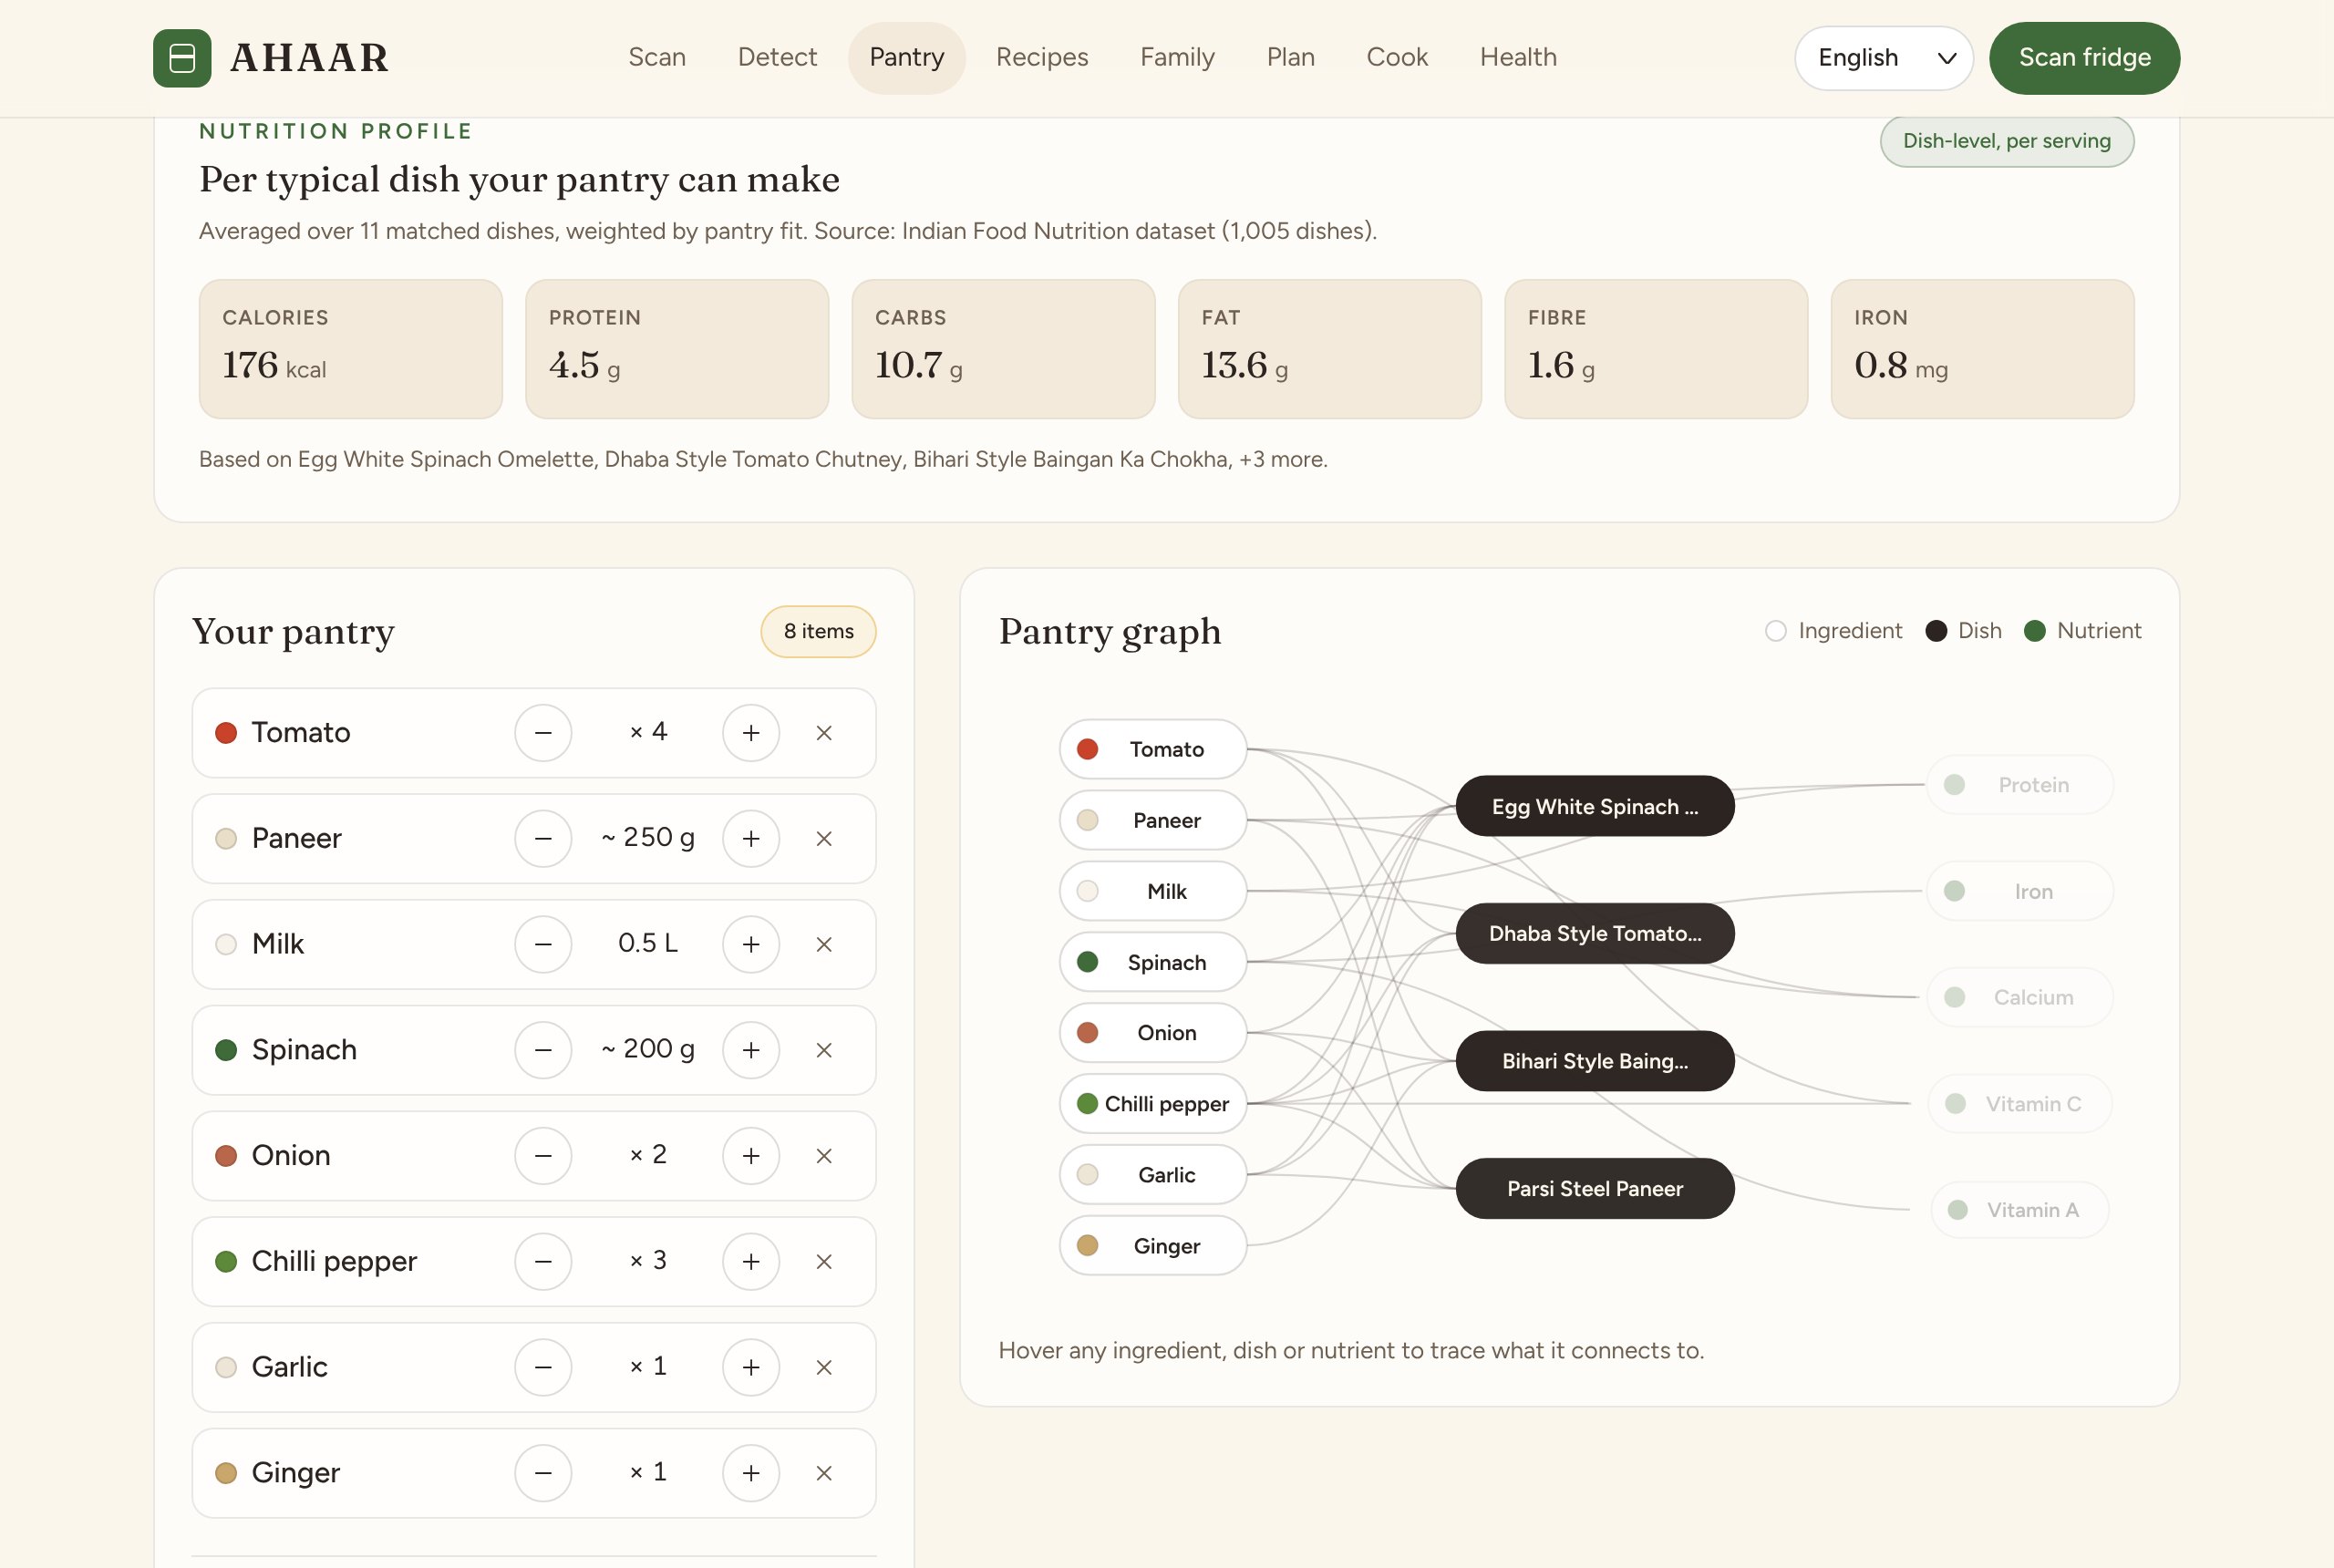 AHAAR
Scan
Detect
Pantry
Recipes
Family
Plan
Cook
Health
English
Scan fridge
NUTRITION PROFILE
Dish-level, per serving
Per typical dish your pantry can make
Averaged over 11 matched dishes, weighted by pantry fit. Source: Indian Food Nutrition dataset (1,005 dishes).
CALORIES
176 kcal
PROTEIN
4.5 g
CARBS
10.7 g
FAT
13.6 g
FIBRE
1.6 g
IRON
0.8 mg
Based on Egg White Spinach Omelette, Dhaba Style Tomato Chutney, Bihari Style Baingan Ka Chokha, +3 more.
Your pantry
8 items
Tomato − × 4 + ×
Paneer − ~ 250 g + ×
Milk − 0.5 L + ×
Spinach − ~ 200 g + ×
Onion − × 2 + ×
Chilli pepper − × 3 + ×
Garlic − × 1 + ×
Ginger − × 1 + ×
Pantry graph
Ingredient
Dish
Nutrient
Tomato
Paneer
Milk
Spinach
Onion
Chilli pepper
Garlic
Ginger
Egg White Spinach ...
Dhaba Style Tomato...
Bihari Style Baing...
Parsi Steel Paneer
Protein
Iron
Calcium
Vitamin C
Vitamin A
Hover any ingredient, dish or nutrient to trace what it connects to.